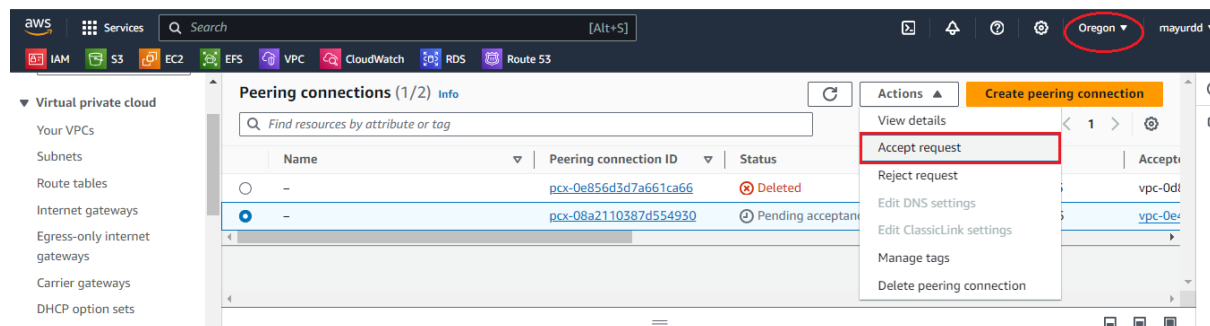 aws Services Search [Alt+S] Oregon mayurdd
IAM S3 EC2 EFS VPC CloudWatch RDS Route 53
Virtual private cloud
Your VPCs
Subnets
Route tables
Internet gateways
Egress-only internet
gateways
Carrier gateways
DHCP option sets
Peering connections (1/2) Info Actions Create peering connection
Find resources by attribute or tag 1
Name Peering connection ID Status
– pcx-0e856d3d7a661ca66 Deleted vpc-0d
– pcx-08a2110387d554930 Pending acceptan vpc-0e4
View details
Accept request
Reject request
Edit DNS settings
Edit ClassicLink settings
Manage tags
Delete peering connection